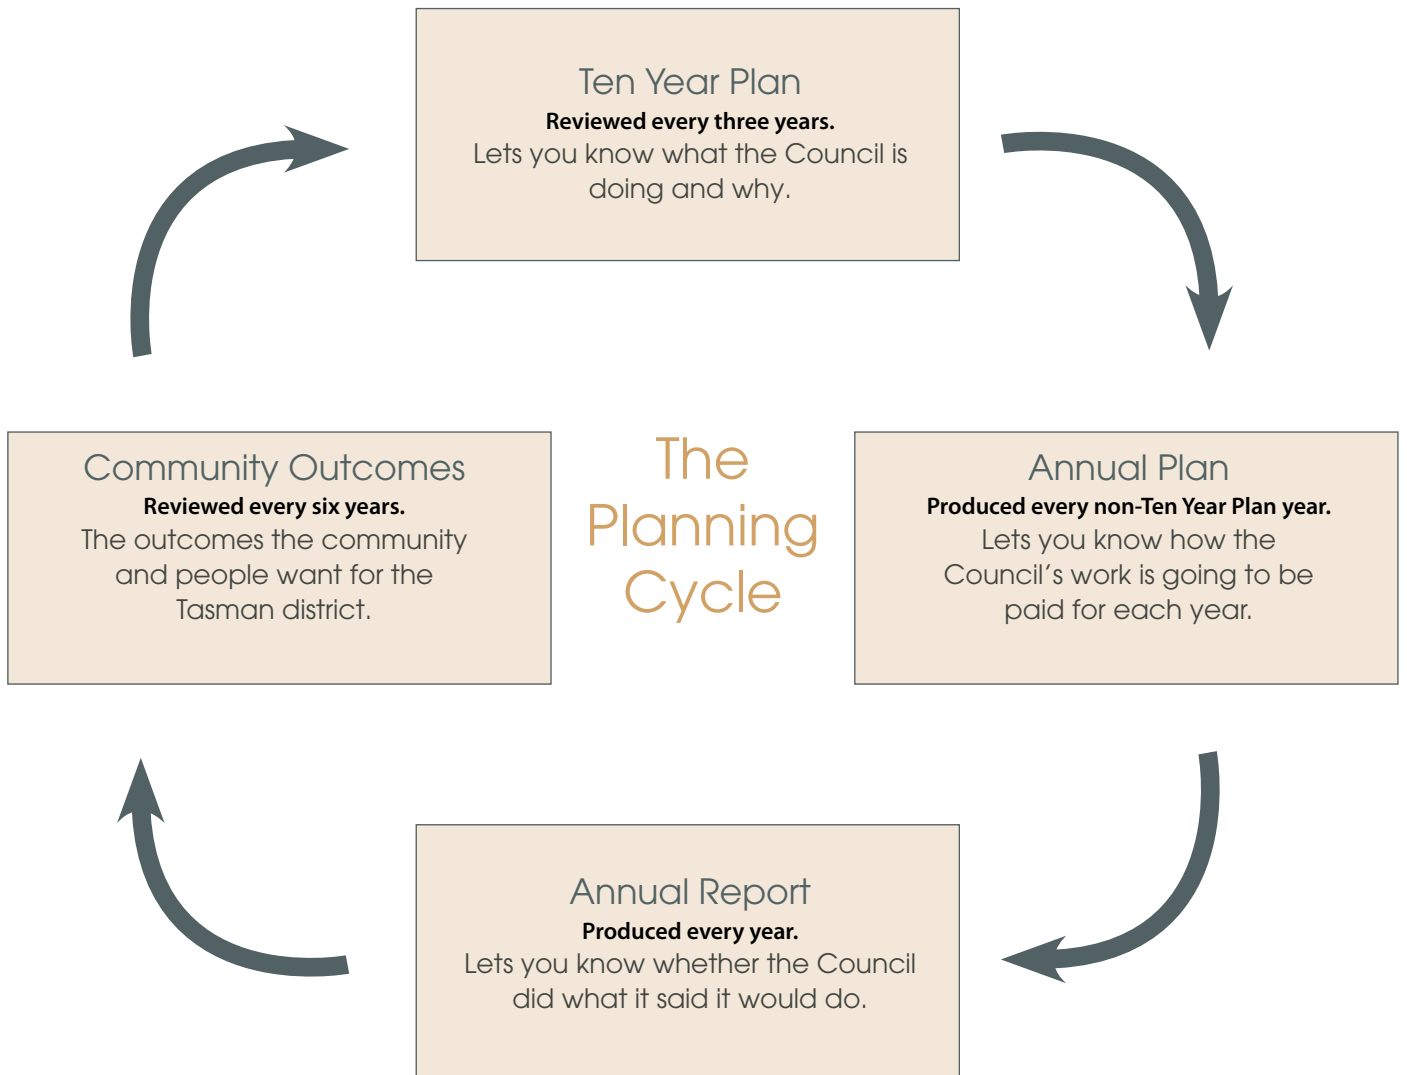 Ten Year Plan
Reviewed every three years.
Lets you know what the Council is
doing and why.
Community Outcomes
Reviewed every six years.
The outcomes the community
and people want for the
Tasman district.
The
Planning
Cycle
Annual Plan
Produced every non-Ten Year Plan year.
Lets you know how the
Council's work is going to be
paid for each year.
Annual Report
Produced every year.
Lets you know whether the Council
did what it said it would do.